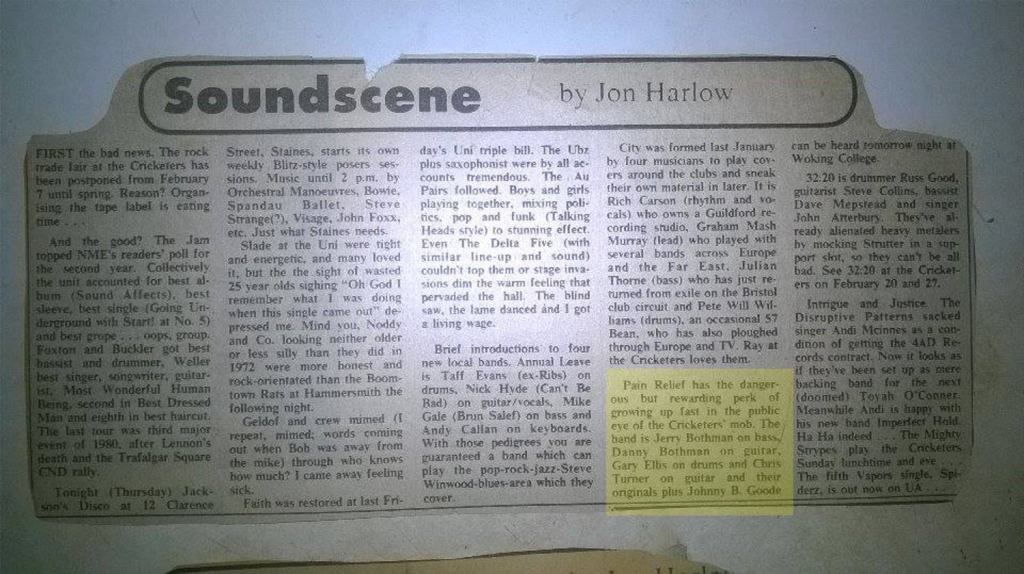 Soundscene
by Jon Harlow
FIRST the bad news. The rock
trade fair at the Cricketers has
been postponed from February
7 until spring. Reason? Organ-
ising the tape label is eating
time . . .
And the good? The Jam
topped NME's readers' poll for
the second year. Collectively
the unit accounted for best al-
bum (Sound Affects), best
sleeve, best single (Going Un-
derground with Start! at No. 5)
and best grope . . . oops, group.
Foxton and Buckler got best
bassist and drummer, Weller
best singer, songwriter, guitar-
ist, Most Wonderful Human
Being, second in Best Dressed
Man and eighth in best haircut.
The last tour was third major
event of 1980, after Lennon's
death and the Trafalgar Square
CND rally.
Tonight (Thursday) Jack-
son's Disco at 12 Clarence
Street, Staines, starts its own
weekly Blitz-style posers ses-
sions. Music until 2 p.m. by
Orchestral Manoeuvres, Bowie,
Spandau Ballet, Steve
Strange(?), Visage, John Foxx,
etc. Just what Staines needs.
Slade at the Uni were tight
and energetic, and many loved
it, but the the sight of wasted
25 year olds sighing "Oh God I
remember what I was doing
when this single came out" de-
pressed me. Mind you, Noddy
and Co. looking neither older
or less silly than they did in
1972 were more honest and
rock-orientated than the Boom-
town Rats at Hammersmith the
following night.
Geldof and crew mimed (I
repeat, mimed; words coming
out when Bob was away from
the mike) through who knows
how much? I came away feeling
sick.
Faith was restored at last Fri-
day's Uni triple bill. The Ubz
plus saxophonist were by all ac-
counts tremendous. The Au
Pairs followed. Boys and girls
playing together, mixing poli-
tics, pop and funk (Talking
Heads style) to stunning effect.
Even The Delta Five (with
similar line-up and sound)
couldn't top them or stage inva-
sions dim the warm feeling that
pervaded the hall. The blind
saw, the lame danced and I got
a living wage.
Brief introductions to four
new local bands. Annual Leave
is Taff Evans (ex-Ribs) on
drums, Nick Hyde (Can't Be
Rad) on guitar/vocals, Mike
Gale (Brun Salef) on bass and
Andy Callan on keyboards.
With those pedigrees you are
guaranteed a band which can
play the pop-rock-jazz-Steve
Winwood-blues-area which they
cover.
City was formed last January
by four musicians to play cov-
ers around the clubs and sneak
their own material in later. It is
Rich Carson (rhythm and vo-
cals) who owns a Guildford re-
cording studio, Graham Mash
Murray (lead) who played with
several bands across Europe
and the Far East, Julian
Thorne (bass) who has just re-
turned from exile on the Bristol
club circuit and Pete Will Wil-
liams (drums), an occasional 57
Bean, who has also ploughed
through Europe and TV. Ray at
the Cricketers loves them.
Pain Relief has the danger-
ous but rewarding perk of
growing up fast in the public
eye of the Cricketers' mob. The
band is Jerry Bothman on bass,
Danny Bothman on guitar,
Gary Ellis on drums and Chris
Turner on guitar and their
originals plus Johnny B. Goode
can be heard tomorrow night at
Woking College.
32:20 is drummer Russ Good,
guitarist Steve Collins, bassist
Dave Mepstead and singer
John Atterbury. They've al-
ready alienated heavy metalers
by mocking Strutter in a sup-
port slot, so they can't be all
bad. See 32:20 at the Cricket-
ers on February 20 and 27.
Intrigue and Justice. The
Disruptive Patterns sacked
singer Andi Mcinnes as a con-
dition of getting the 4AD Re-
cords contract. Now it looks as
if they've been set up as mere
backing band for the next
(doomed) Toyah O'Conner.
Meanwhile Andi is happy with
his new band Imperfect Hold.
Ha Ha indeed . . . The Mighty
Strypes play the Cricketers
Sunday lunchtime and eve . . .
The fifth Vapors single, Spi-
derz, is out now on UA . . .